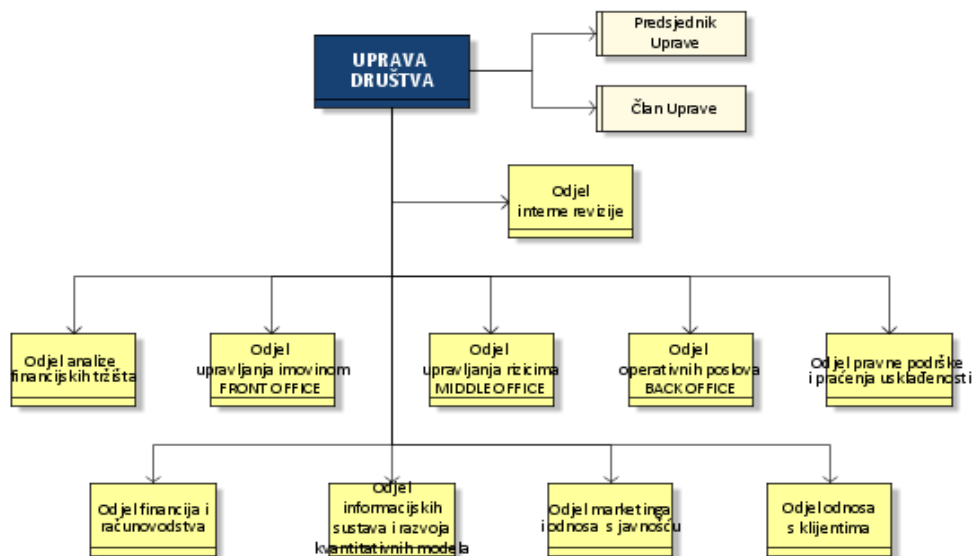 UPRAVA
DRUŠTVA
Predsjednik
Uprave
Član Uprave
Odjel
interne revizije
Odjel analize
financijskih tržišta
Odjel
upravljanja imovinom
FRONT OFFICE
Odjel
upravljanja rizicima
MIDDLE OFFICE
Odjel
operativnih poslova
BACK OFFICE
Odjel pravne podrške
i praćenja usklađenosti
Odjel financija i
računovodstva
Odjel
informacijskih
sustava i razvoja
kvantitativnih modela
Odjel marketinga
i odnosa s javnošću
Odjel odnosa
s klijentima